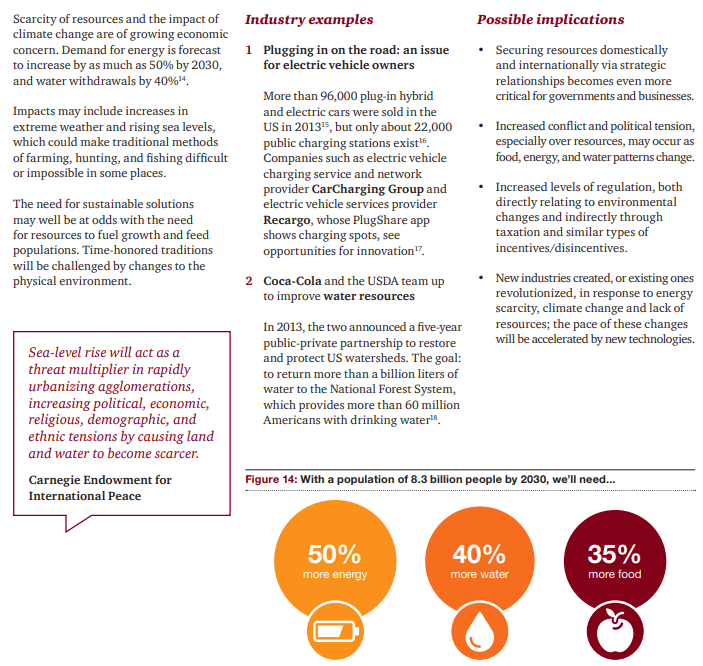 Scarcity of resources and the impact of
climate change are of growing economic
concern. Demand for energy is forecast
to increase by as much as 50% by 2030,
and water withdrawals by 40%¹⁴.
Impacts may include increases in
extreme weather and rising sea levels,
which could make traditional methods
of farming, hunting, and fishing difficult
or impossible in some places.
The need for sustainable solutions
may well be at odds with the need
for resources to fuel growth and feed
populations. Time-honored traditions
will be challenged by changes to the
physical environment.
Sea-level rise will act as a
threat multiplier in rapidly
urbanizing agglomerations,
increasing political, economic,
religious, demographic, and
ethnic tensions by causing land
and water to become scarcer.
Carnegie Endowment for
International Peace
Industry examples
1 Plugging in on the road: an issue
for electric vehicle owners
More than 96,000 plug-in hybrid
and electric cars were sold in the
US in 2013¹⁵, but only about 22,000
public charging stations exist¹⁶.
Companies such as electric vehicle
charging service and network
provider CarCharging Group and
electric vehicle services provider
Recargo, whose PlugShare app
shows charging spots, see
opportunities for innovation¹⁷.
2 Coca-Cola and the USDA team up
to improve water resources
In 2013, the two announced a five-year
public-private partnership to restore
and protect US watersheds. The goal:
to return more than a billion liters of
water to the National Forest System,
which provides more than 60 million
Americans with drinking water¹⁸.
Possible implications
• Securing resources domestically
and internationally via strategic
relationships becomes even more
critical for governments and businesses.
• Increased conflict and political tension,
especially over resources, may occur as
food, energy, and water patterns change.
• Increased levels of regulation, both
directly relating to environmental
changes and indirectly through
taxation and similar types of
incentives/disincentives.
• New industries created, or existing ones
revolutionized, in response to energy
scarcity, climate change and lack of
resources; the pace of these changes
will be accelerated by new technologies.
Figure 14: With a population of 8.3 billion people by 2030, we'll need...
50%
more energy
40%
more water
35%
more food